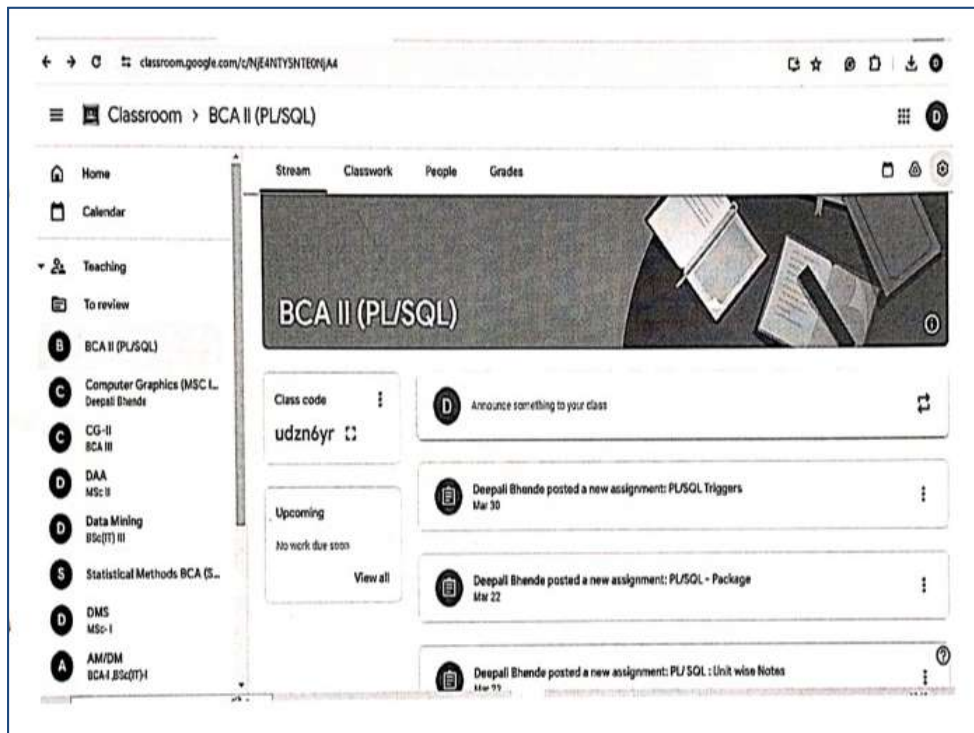 classroom.google.com/c/NjE4NTY5NTE0NjA4
Classroom > BCA II (PL/SQL)
D
Home
Calendar
Teaching
To review
B BCA II (PL/SQL)
C Computer Graphics (MSC I...
Deepali Bhende
C CG-II
BCA III
D DAA
MSc II
D Data Mining
BSc(IT) III
S Statistical Methods BCA (S...
D DMS
MSc- I
A AM/DM
BCA-I ,BSc(IT)-I
Stream Classwork People Grades
BCA II (PL/SQL)
Class code
udzn6yr
Upcoming
No work due soon
View all
D Announce something to your class
Deepali Bhende posted a new assignment: PL/SQL Triggers
Mar 30
Deepali Bhende posted a new assignment: PL/SQL - Package
Mar 22
Deepali Bhende posted a new assignment: PL/ SQL : Unit wise Notes
Mar 22